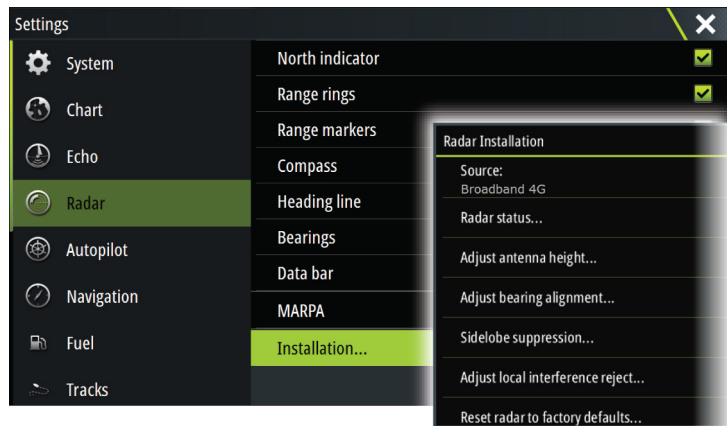 Settings
System
Chart
Echo
Radar
Autopilot
Navigation
Fuel
Tracks
North indicator
Range rings
Range markers
Compass
Heading line
Bearings
Data bar
MARPA
Installation...
Radar Installation
Source:
Broadband 4G
Radar status...
Adjust antenna height...
Adjust bearing alignment...
Sidelobe suppression...
Adjust local interference reject...
Reset radar to factory defaults...